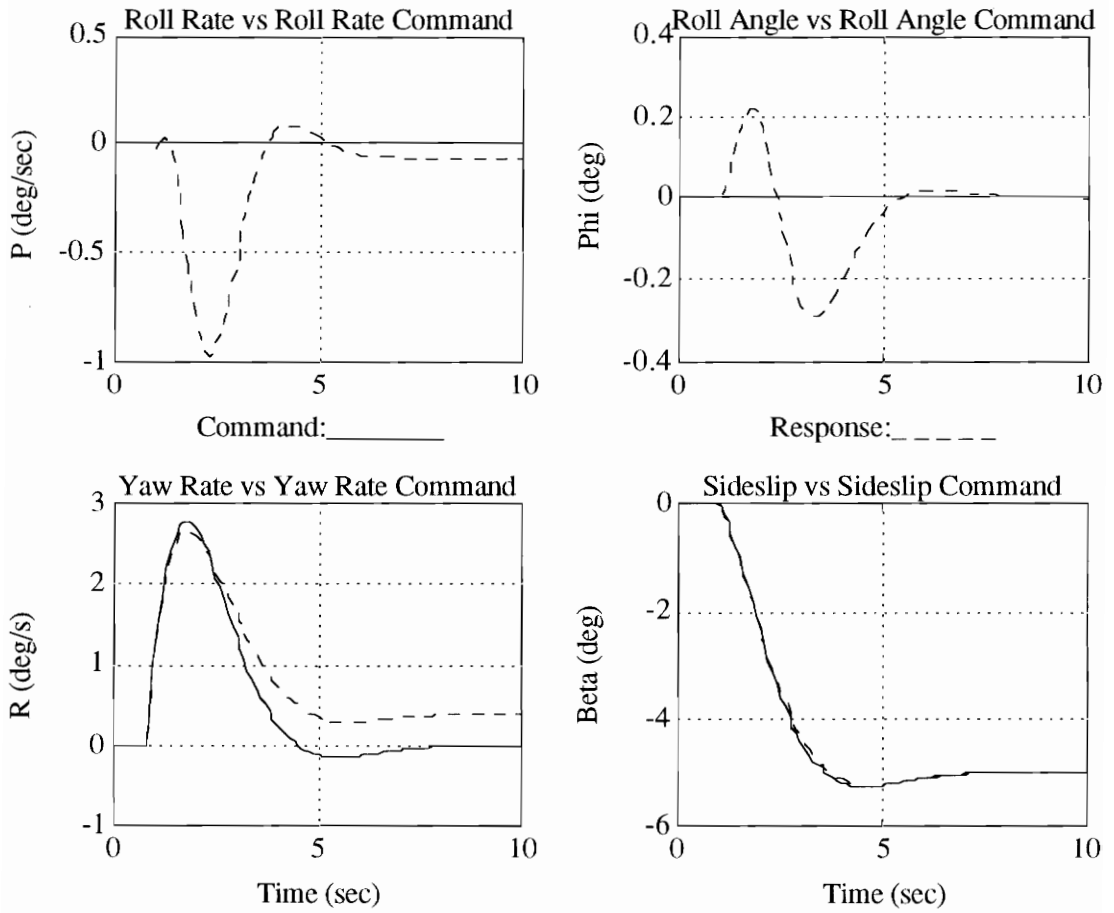 Roll Rate vs Roll Rate Command
0.5
0
-0.5
-1
P (deg/sec)
0
5
10
Roll Angle vs Roll Angle Command
0.4
0.2
0
-0.2
-0.4
Phi (deg)
0
5
10
Command:
Response:
Yaw Rate vs Yaw Rate Command
3
2
1
0
-1
R (deg/s)
0
5
10
Time (sec)
Sideslip vs Sideslip Command
0
-2
-4
-6
Beta (deg)
0
5
10
Time (sec)